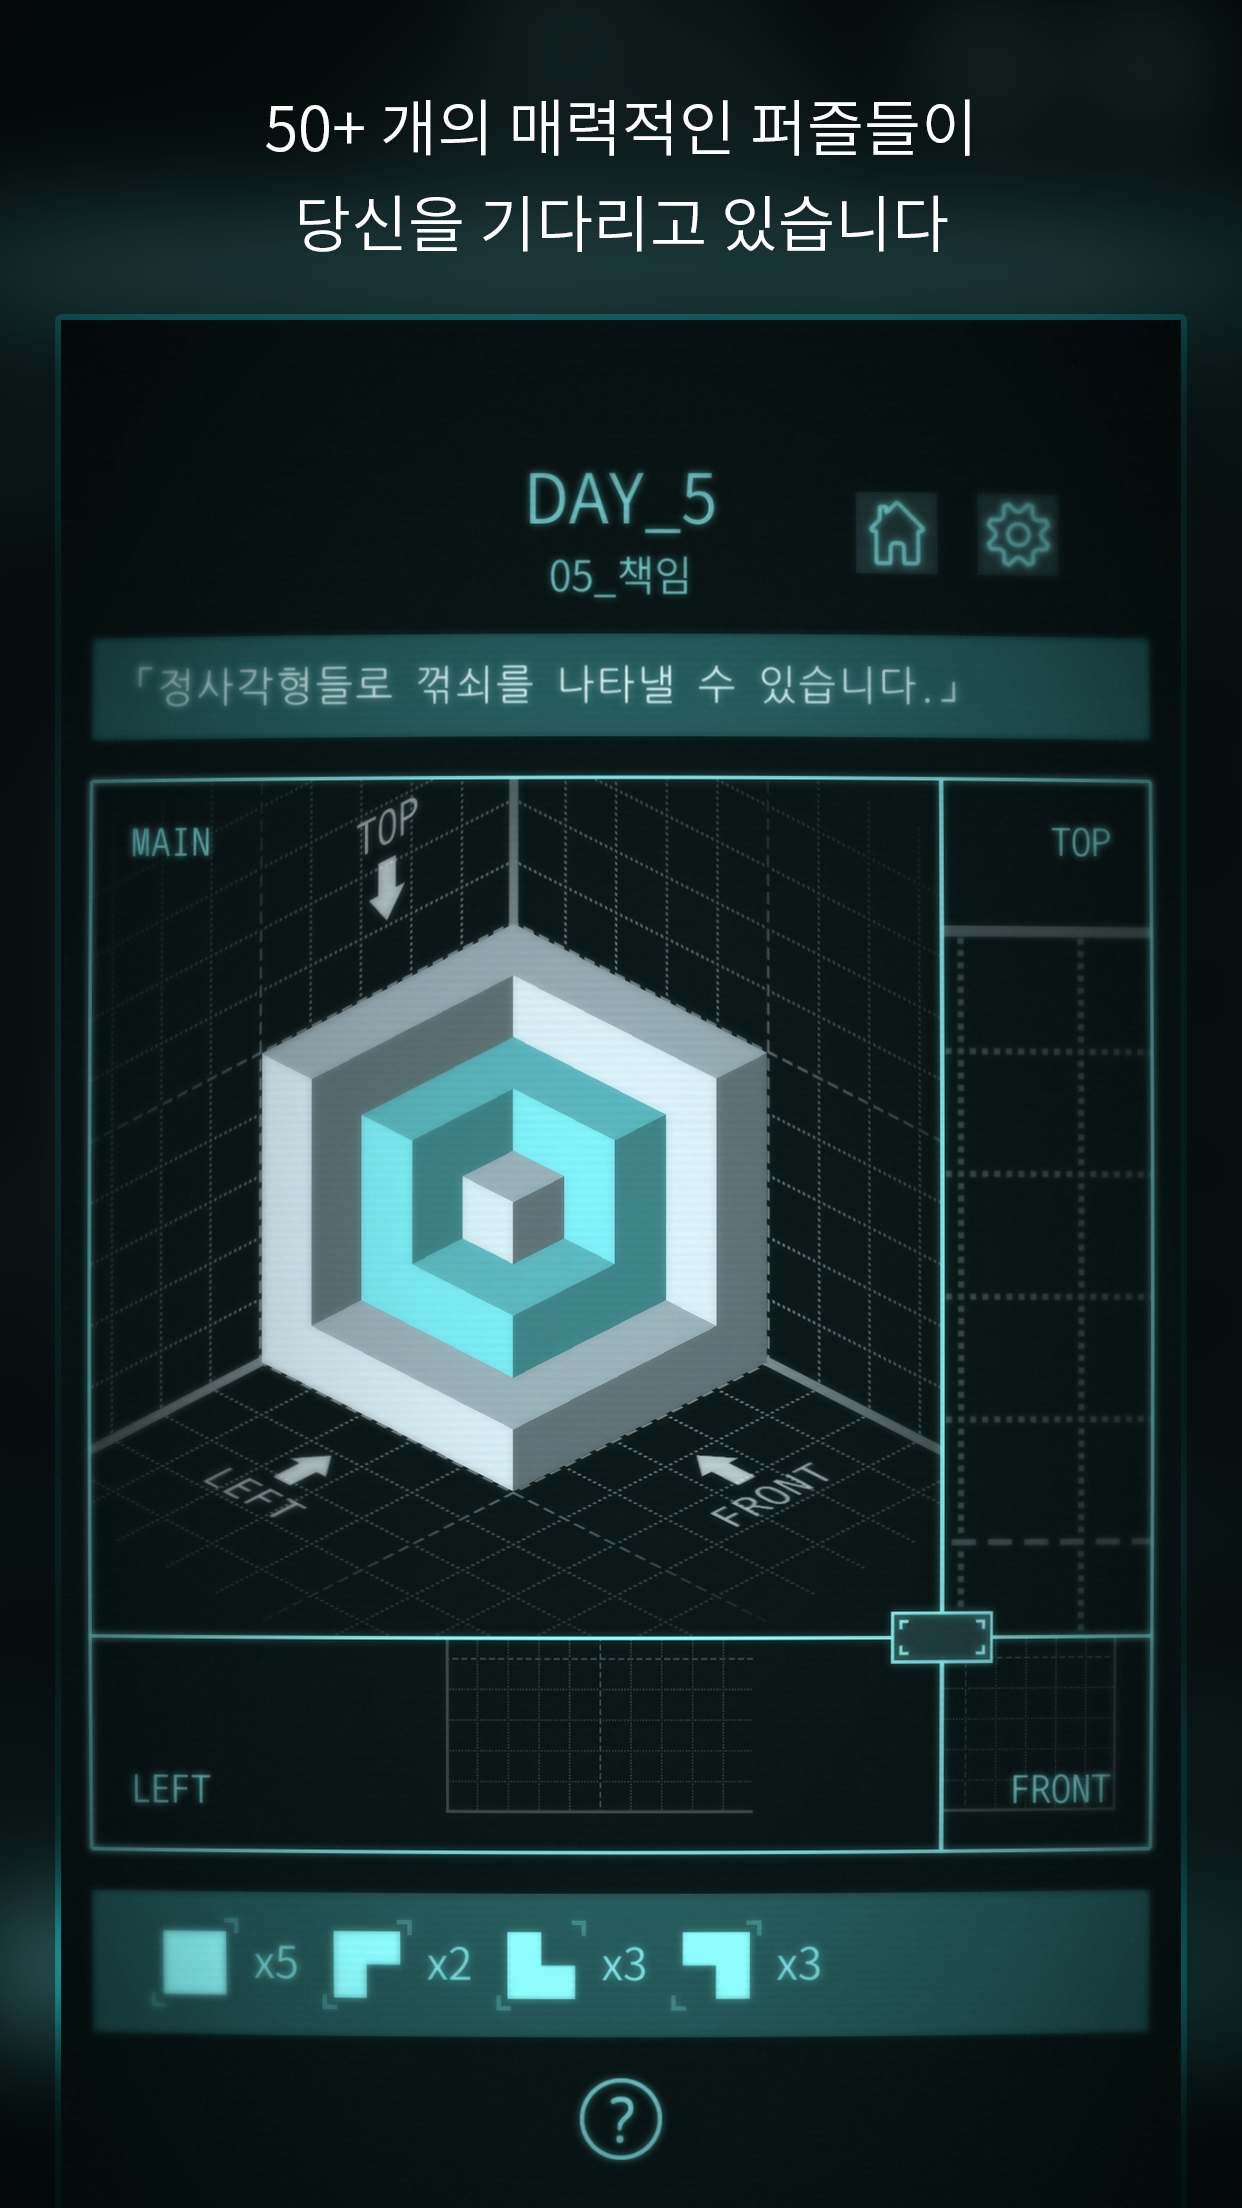 50+ 개의 매력적인 퍼즐들이
당신을 기다리고 있습니다
DAY_5
05_책임
「정사각형들로 꺾쇠를 나타낼 수 있습니다.」
MAIN
TOP
TOP
LEFT
FRONT
LEFT
FRONT
x5
x2
x3
x3
?